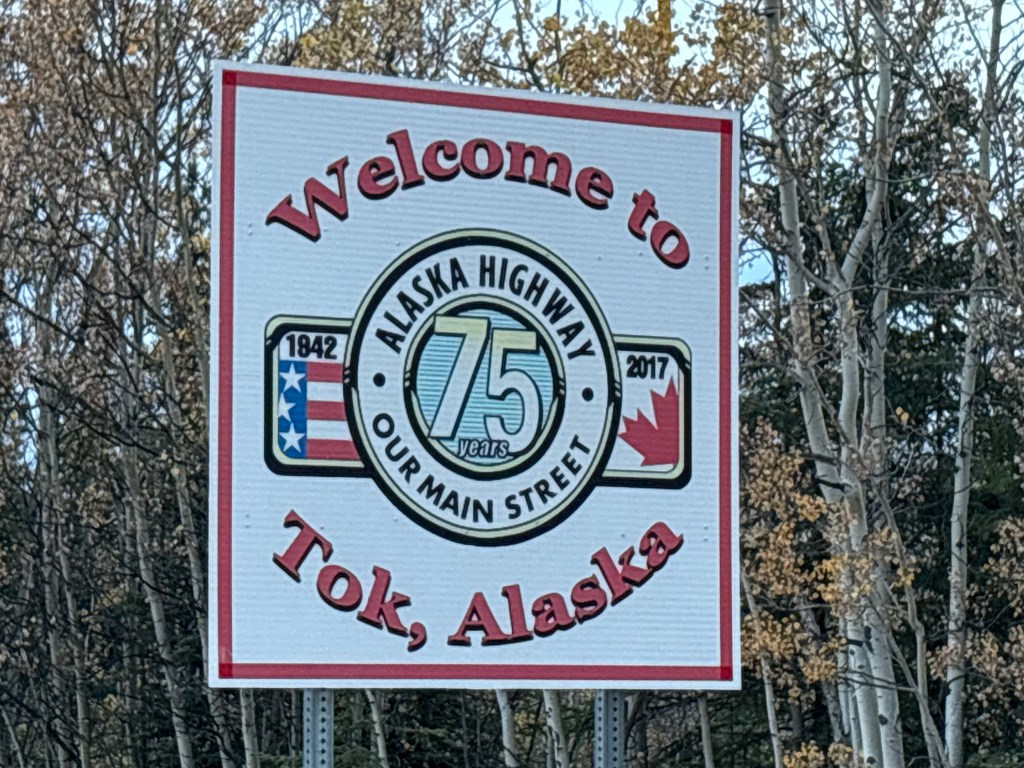 Welcome to
ALASKA HIGHWAY
1942
75
years
2017
OUR MAIN STREET
Tok, Alaska